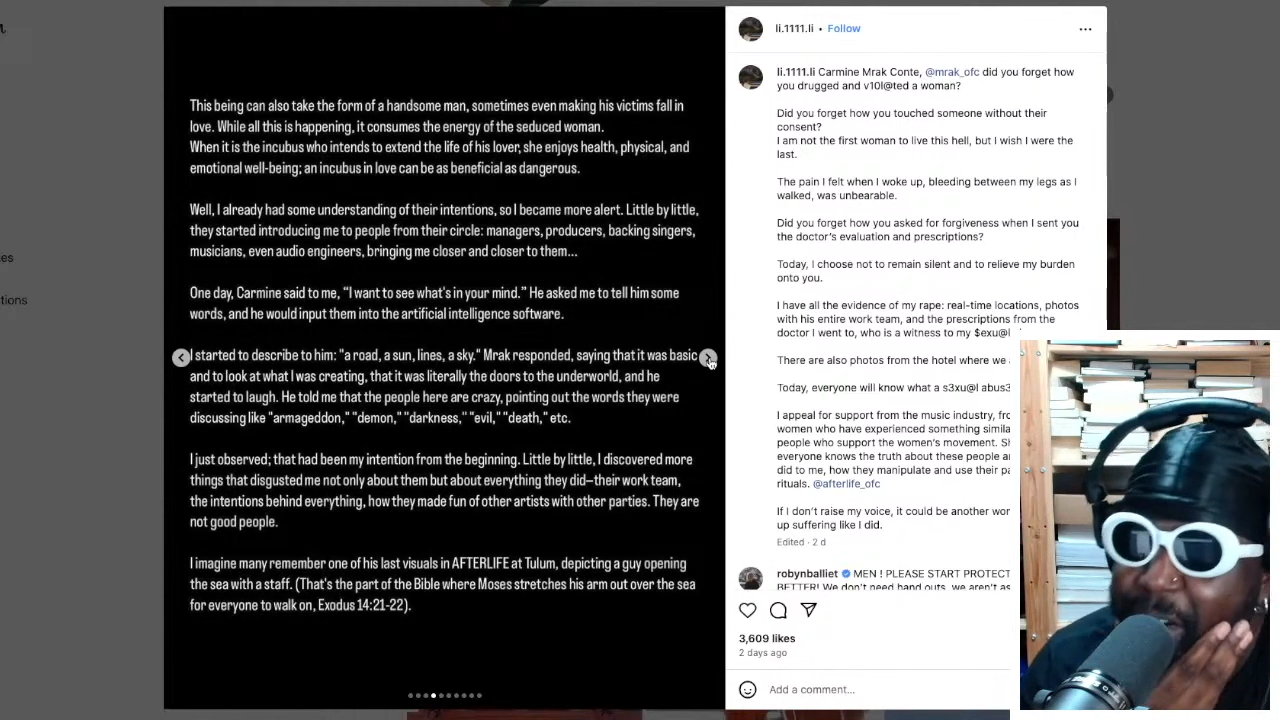 This being can also take the form of a handsome man, sometimes even making his victims fall in
love. While all this is happening, it consumes the energy of the seduced woman.
When it is the incubus who intends to extend the life of his lover, she enjoys health, physical, and
emotional well-being; an incubus in love can be as beneficial as dangerous.
Well, I already had some understanding of their intentions, so I became more alert. Little by little,
they started introducing me to people from their circle: managers, producers, backing singers,
musicians, even audio engineers, bringing me closer and closer to them...
One day, Carmine said to me, “I want to see what's in your mind.” He asked me to tell him some
words, and he would input them into the artificial intelligence software.
I started to describe to him: "a road, a sun, lines, a sky." Mrak responded, saying that it was basic
and to look at what I was creating, that it was literally the doors to the underworld, and he
started to laugh. He told me that the people here are crazy, pointing out the words they were
discussing like "armageddon," "demon," "darkness," "evil," "death," etc.
I just observed; that had been my intention from the beginning. Little by little, I discovered more
things that disgusted me not only about them but about everything they did—their work team,
the intentions behind everything, how they made fun of other artists with other parties. They are
not good people.
I imagine many remember one of his last visuals in AFTERLIFE at Tulum, depicting a guy opening
the sea with a staff. (That's the part of the Bible where Moses stretches his arm out over the sea
for everyone to walk on, Exodus 14:21-22).
li.1111.li • Follow
li.1111.li Carmine Mrak Conte, @mrak_ofc did you forget how
you drugged and v10l@ted a woman?
Did you forget how you touched someone without their
consent?
I am not the first woman to live this hell, but I wish I were the
last.
The pain I felt when I woke up, bleeding between my legs as I
walked, was unbearable.
Did you forget how you asked for forgiveness when I sent you
the doctor’s evaluation and prescriptions?
Today, I choose not to remain silent and to relieve my burden
onto you.
I have all the evidence of my rape: real-time locations, photos
with his entire work team, and the prescriptions from the
doctor I went to, who is a witness to my $exu@l
There are also photos from the hotel where we
Today, everyone will know what a s3xu@l abus3
I appeal for support from the music industry,
women who have experienced something
people who support the women's movement.
everyone knows the truth about these people
did to me, how they manipulate and use their
rituals. @afterlife_ofc
If I don’t raise my voice, it could be another
up suffering like I did.
Edited · 2 d
robynballiet MEN ! PLEASE START PROTECT
BETTER! We don't need hand outs, we aren't
3,609 likes
2 days ago
Add a comment...
es
tions